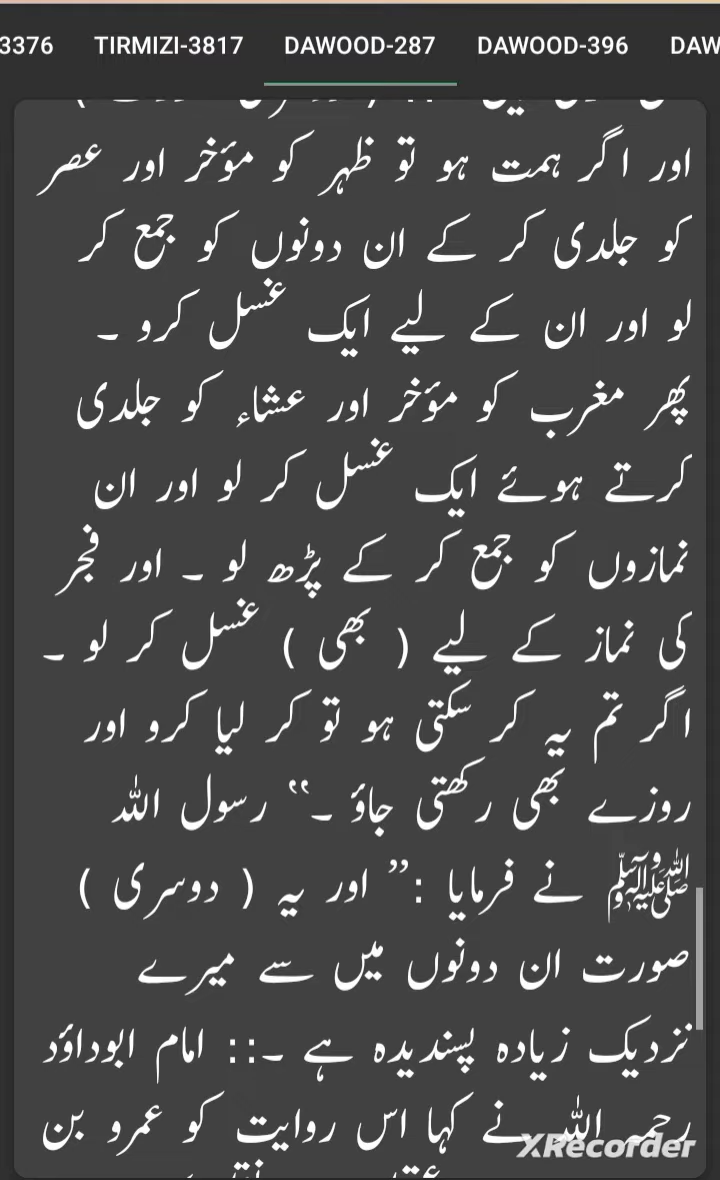 3376 TIRMIZI-3817 DAWOOD-287 DAWOOD-396 DAW
اور اگر ہمت ہو تو ظہر کو مؤخر اور عصر
کو جلدی کر کے ان دونوں کو جمع کر
لو اور ان کے لیے ایک غسل کرو ۔
پھر مغرب کو مؤخر اور عشاء کو جلدی
کرتے ہوئے ایک غسل کر لو اور ان
نمازوں کو جمع کر کے پڑھ لو ۔ اور فجر
کی نماز کے لیے ( بھی ) غسل کر لو ۔
اگر تم یہ کر سکتی ہو تو کر لیا کرو اور
روزے بھی رکھتی جاؤ ۔‘‘ رسول اللہ
ﷺ نے فرمایا :’’ اور یہ ( دوسری )
صورت ان دونوں میں سے میرے
نزدیک زیادہ پسندیدہ ہے ۔:: امام ابوداؤد
رحمہ اللہ نے کہا اس روایت کو عمرو بن
XRecorder